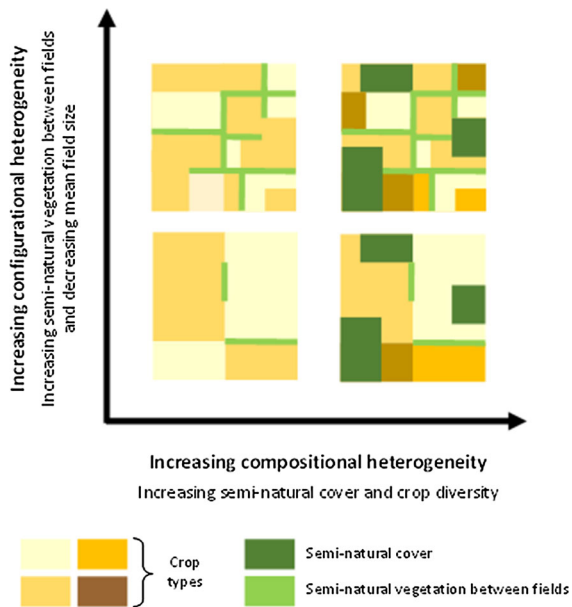 Increasing configurational heterogeneity
Increasing semi-natural vegetation between fields
and decreasing mean field size
Increasing compositional heterogeneity
Increasing semi-natural cover and crop diversity
Crop
types
Semi-natural cover
Semi-natural vegetation between fields